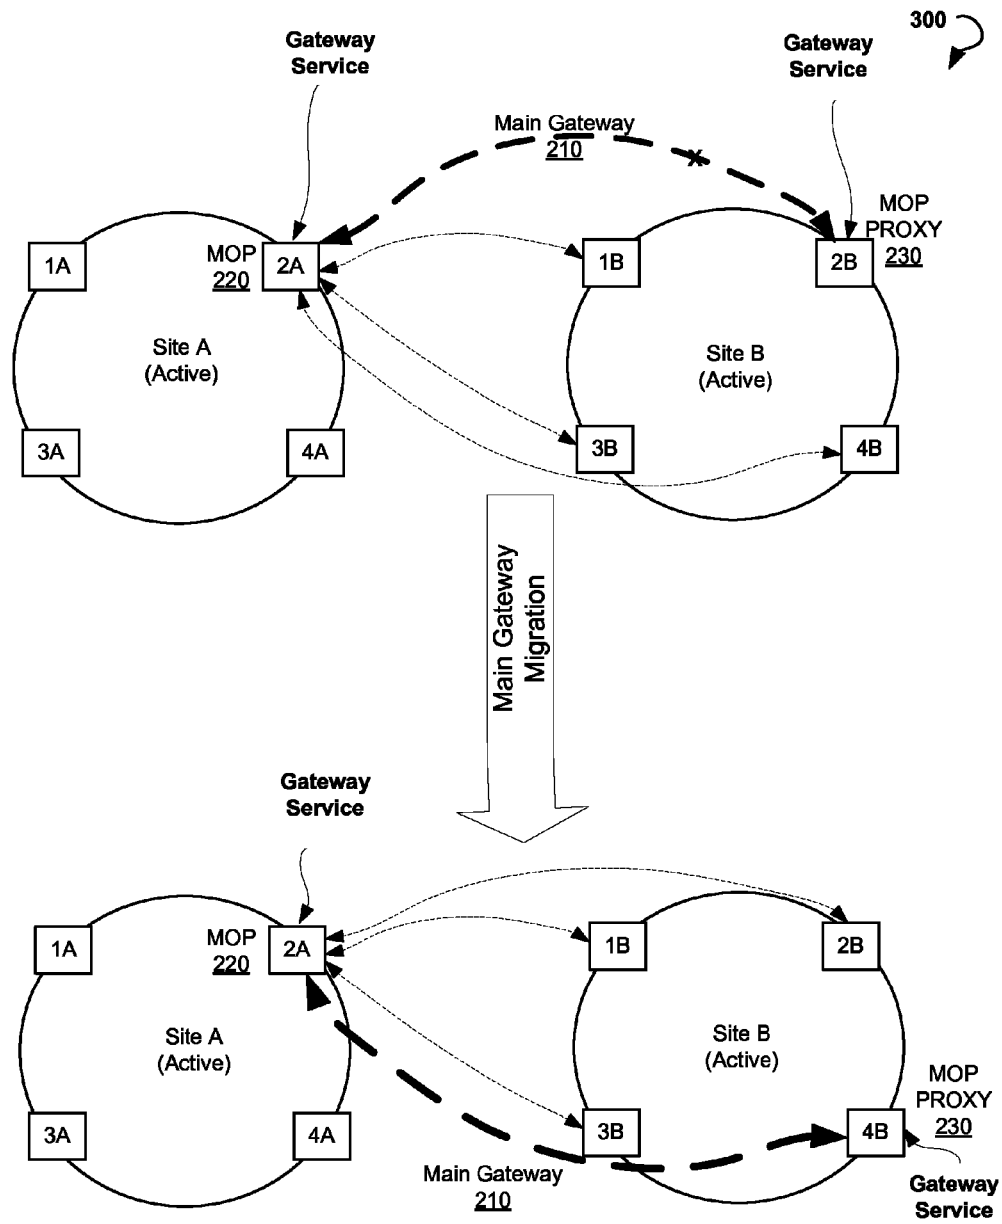 300
Gateway
Service
Gateway
Service
Main Gateway
210
MOP
PROXY
230
MOP
220
1A
2A
1B
2B
Site A
(Active)
Site B
(Active)
3A
4A
3B
4B
Main Gateway
Migration
Gateway
Service
MOP
220
1A
2A
1B
2B
Site A
(Active)
Site B
(Active)
MOP
PROXY
230
3A
4A
3B
4B
Main Gateway
210
Gateway
Service